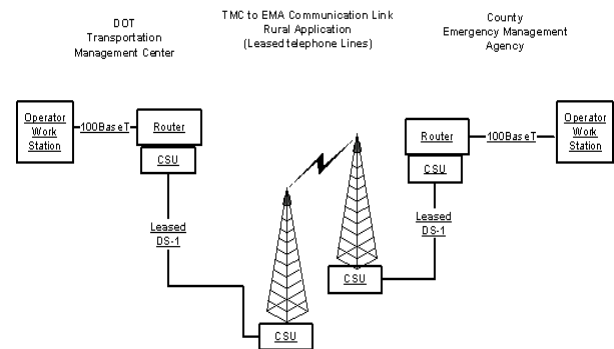 DOT
Transportation
Management Center
TMC to EMA Communication Link
Rural Application
(Leased telephone Lines)
County
Emergency Management
Agency
Operator
Work
Station
100BaseT
Router
CSU
Leased
DS-1
CSU
Router
CSU
100BaseT
Operator
Work
Station
Leased
DS-1
CSU